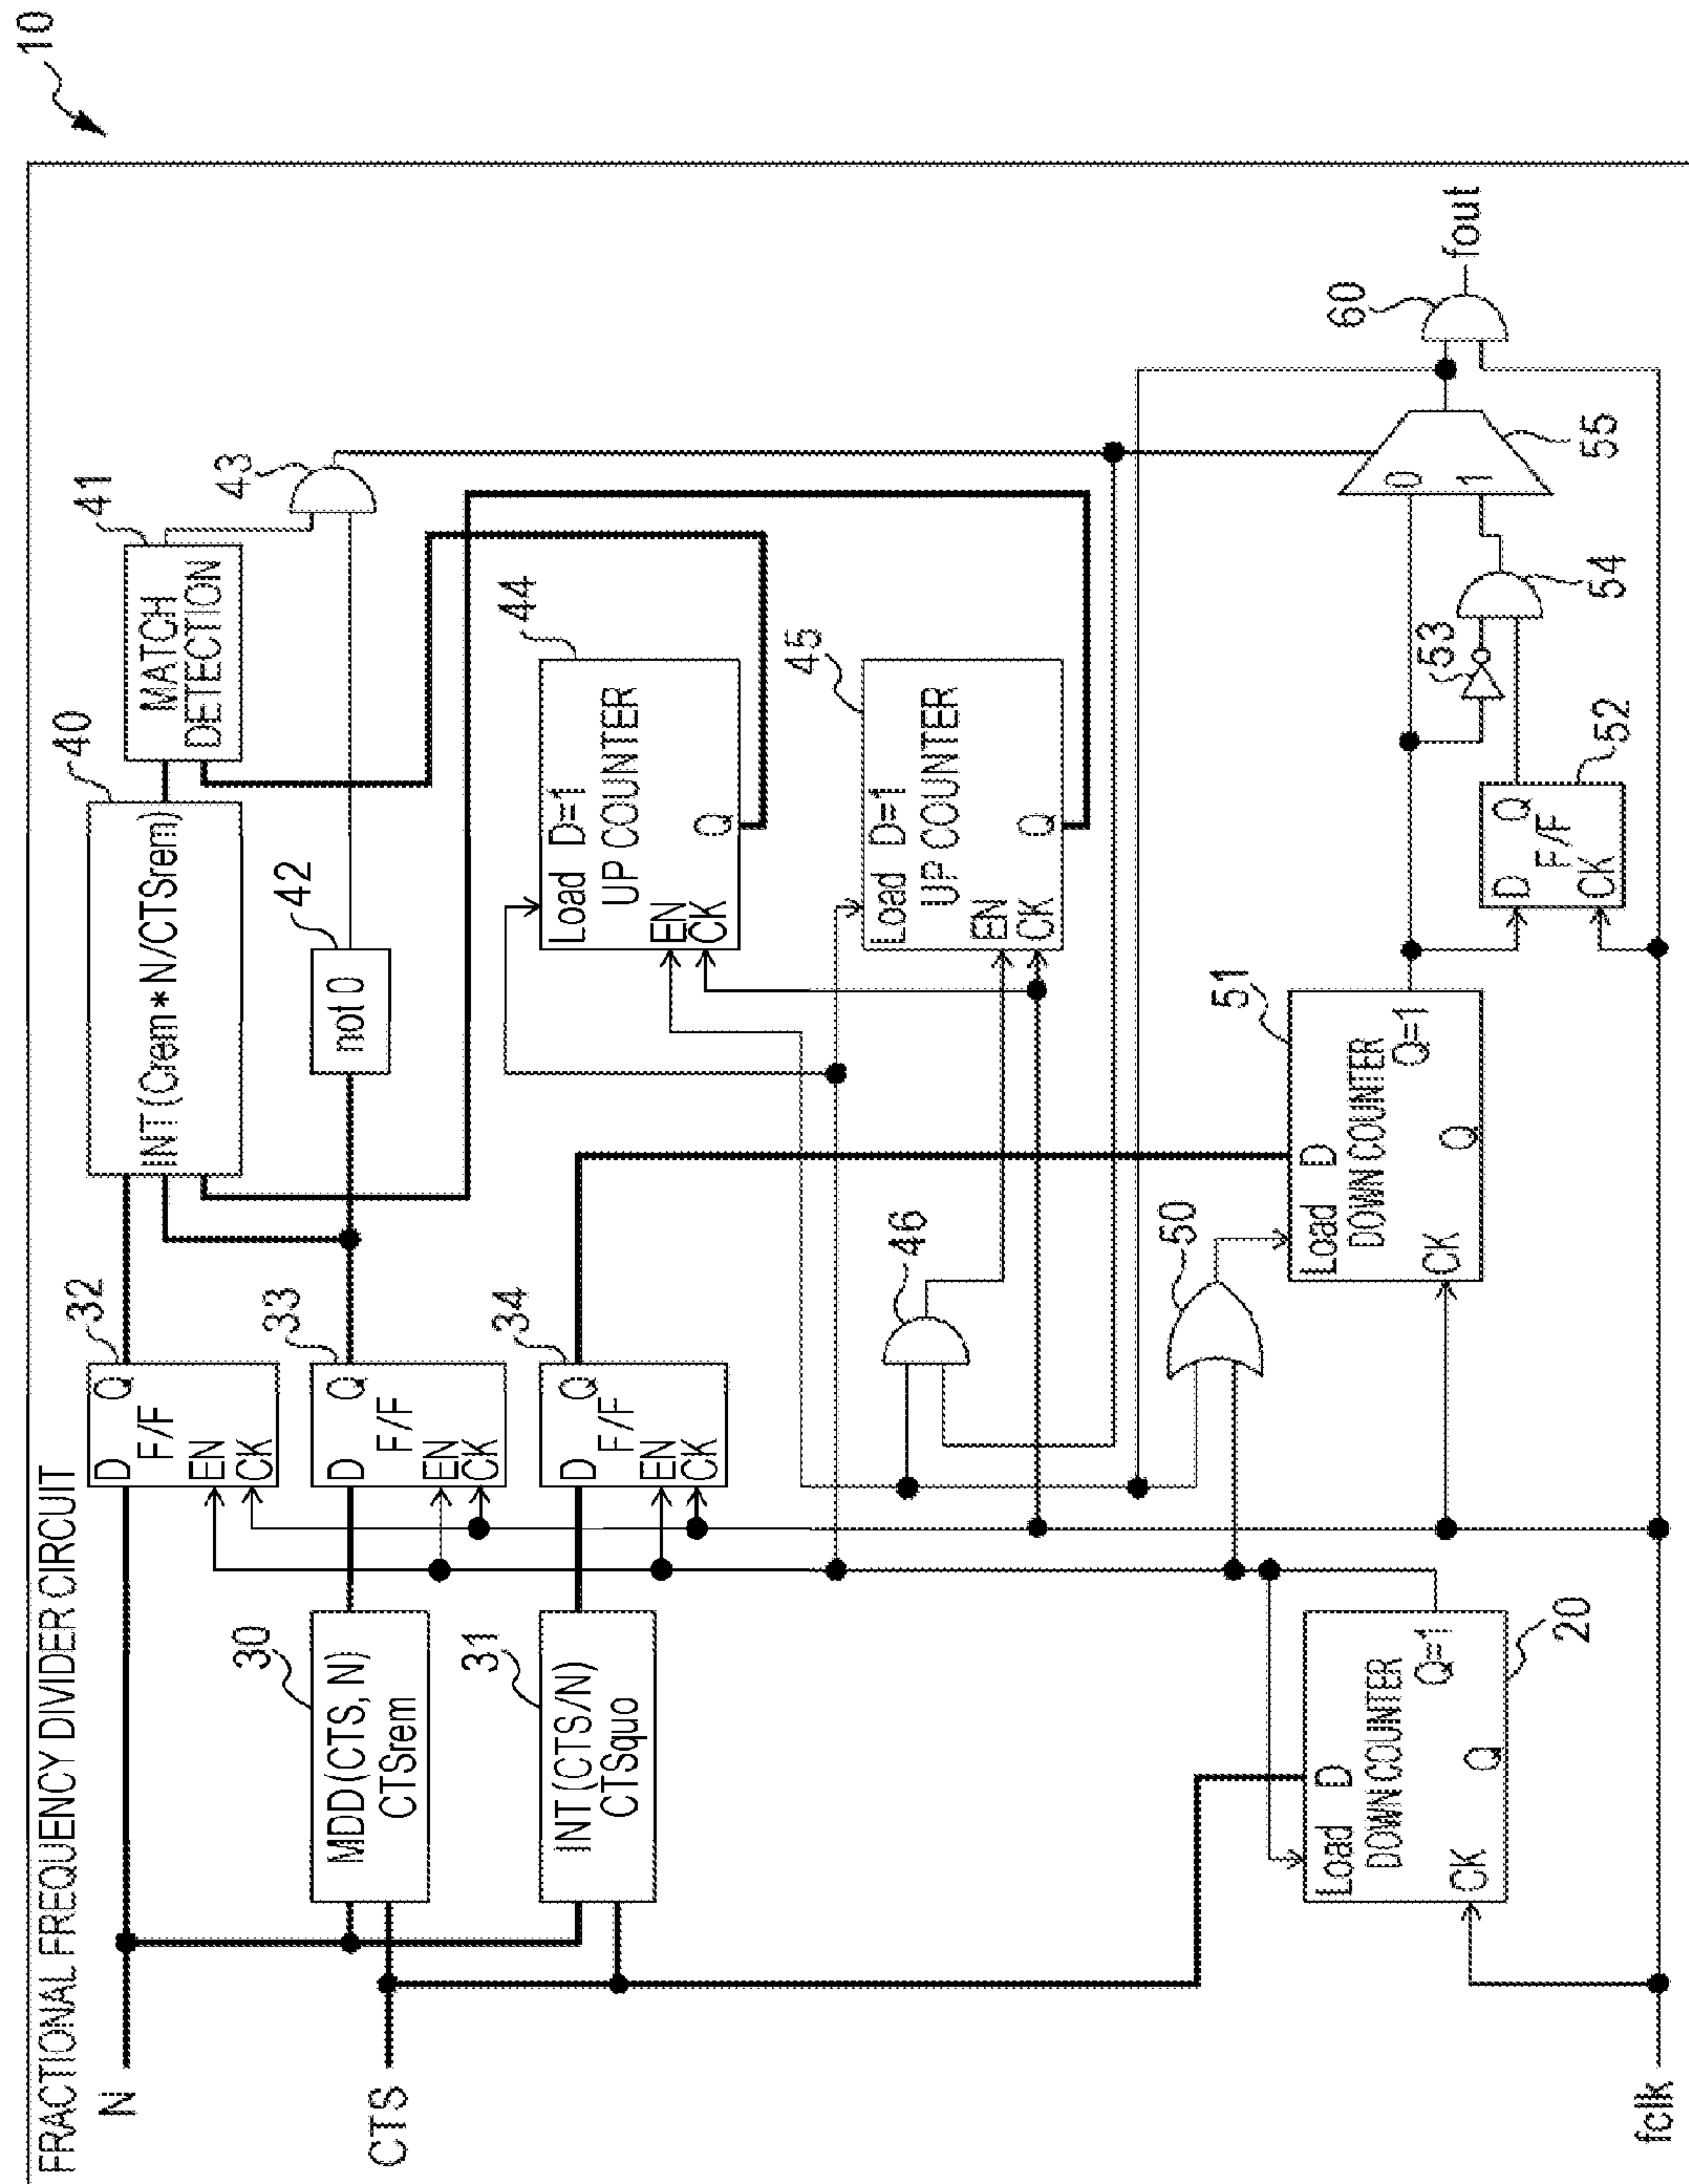 10
FRACTIONAL FREQUENCY DIVIDER CIRCUIT
N
CTS
fclk
30
MDD(CTS, N)
CTSrem
31
INT(CTS/N)
CTSquo
20
Load D
DOWN COUNTER
Q=1
CK
Q
32
D Q
F/F
EN
CK
33
D Q
F/F
EN
CK
34
D Q
F/F
EN
CK
40
INT(Crem*N/CTSrem)
41
MATCH
DETECTION
42
not 0
43
44
Load D=1
UP COUNTER
EN
CK
Q
45
Load D=1
UP COUNTER
EN
CK
Q
46
50
51
Load D
DOWN COUNTER
Q=1
CK
Q
52
D Q
F/F
CK
53
54
55
0
1
60
fout